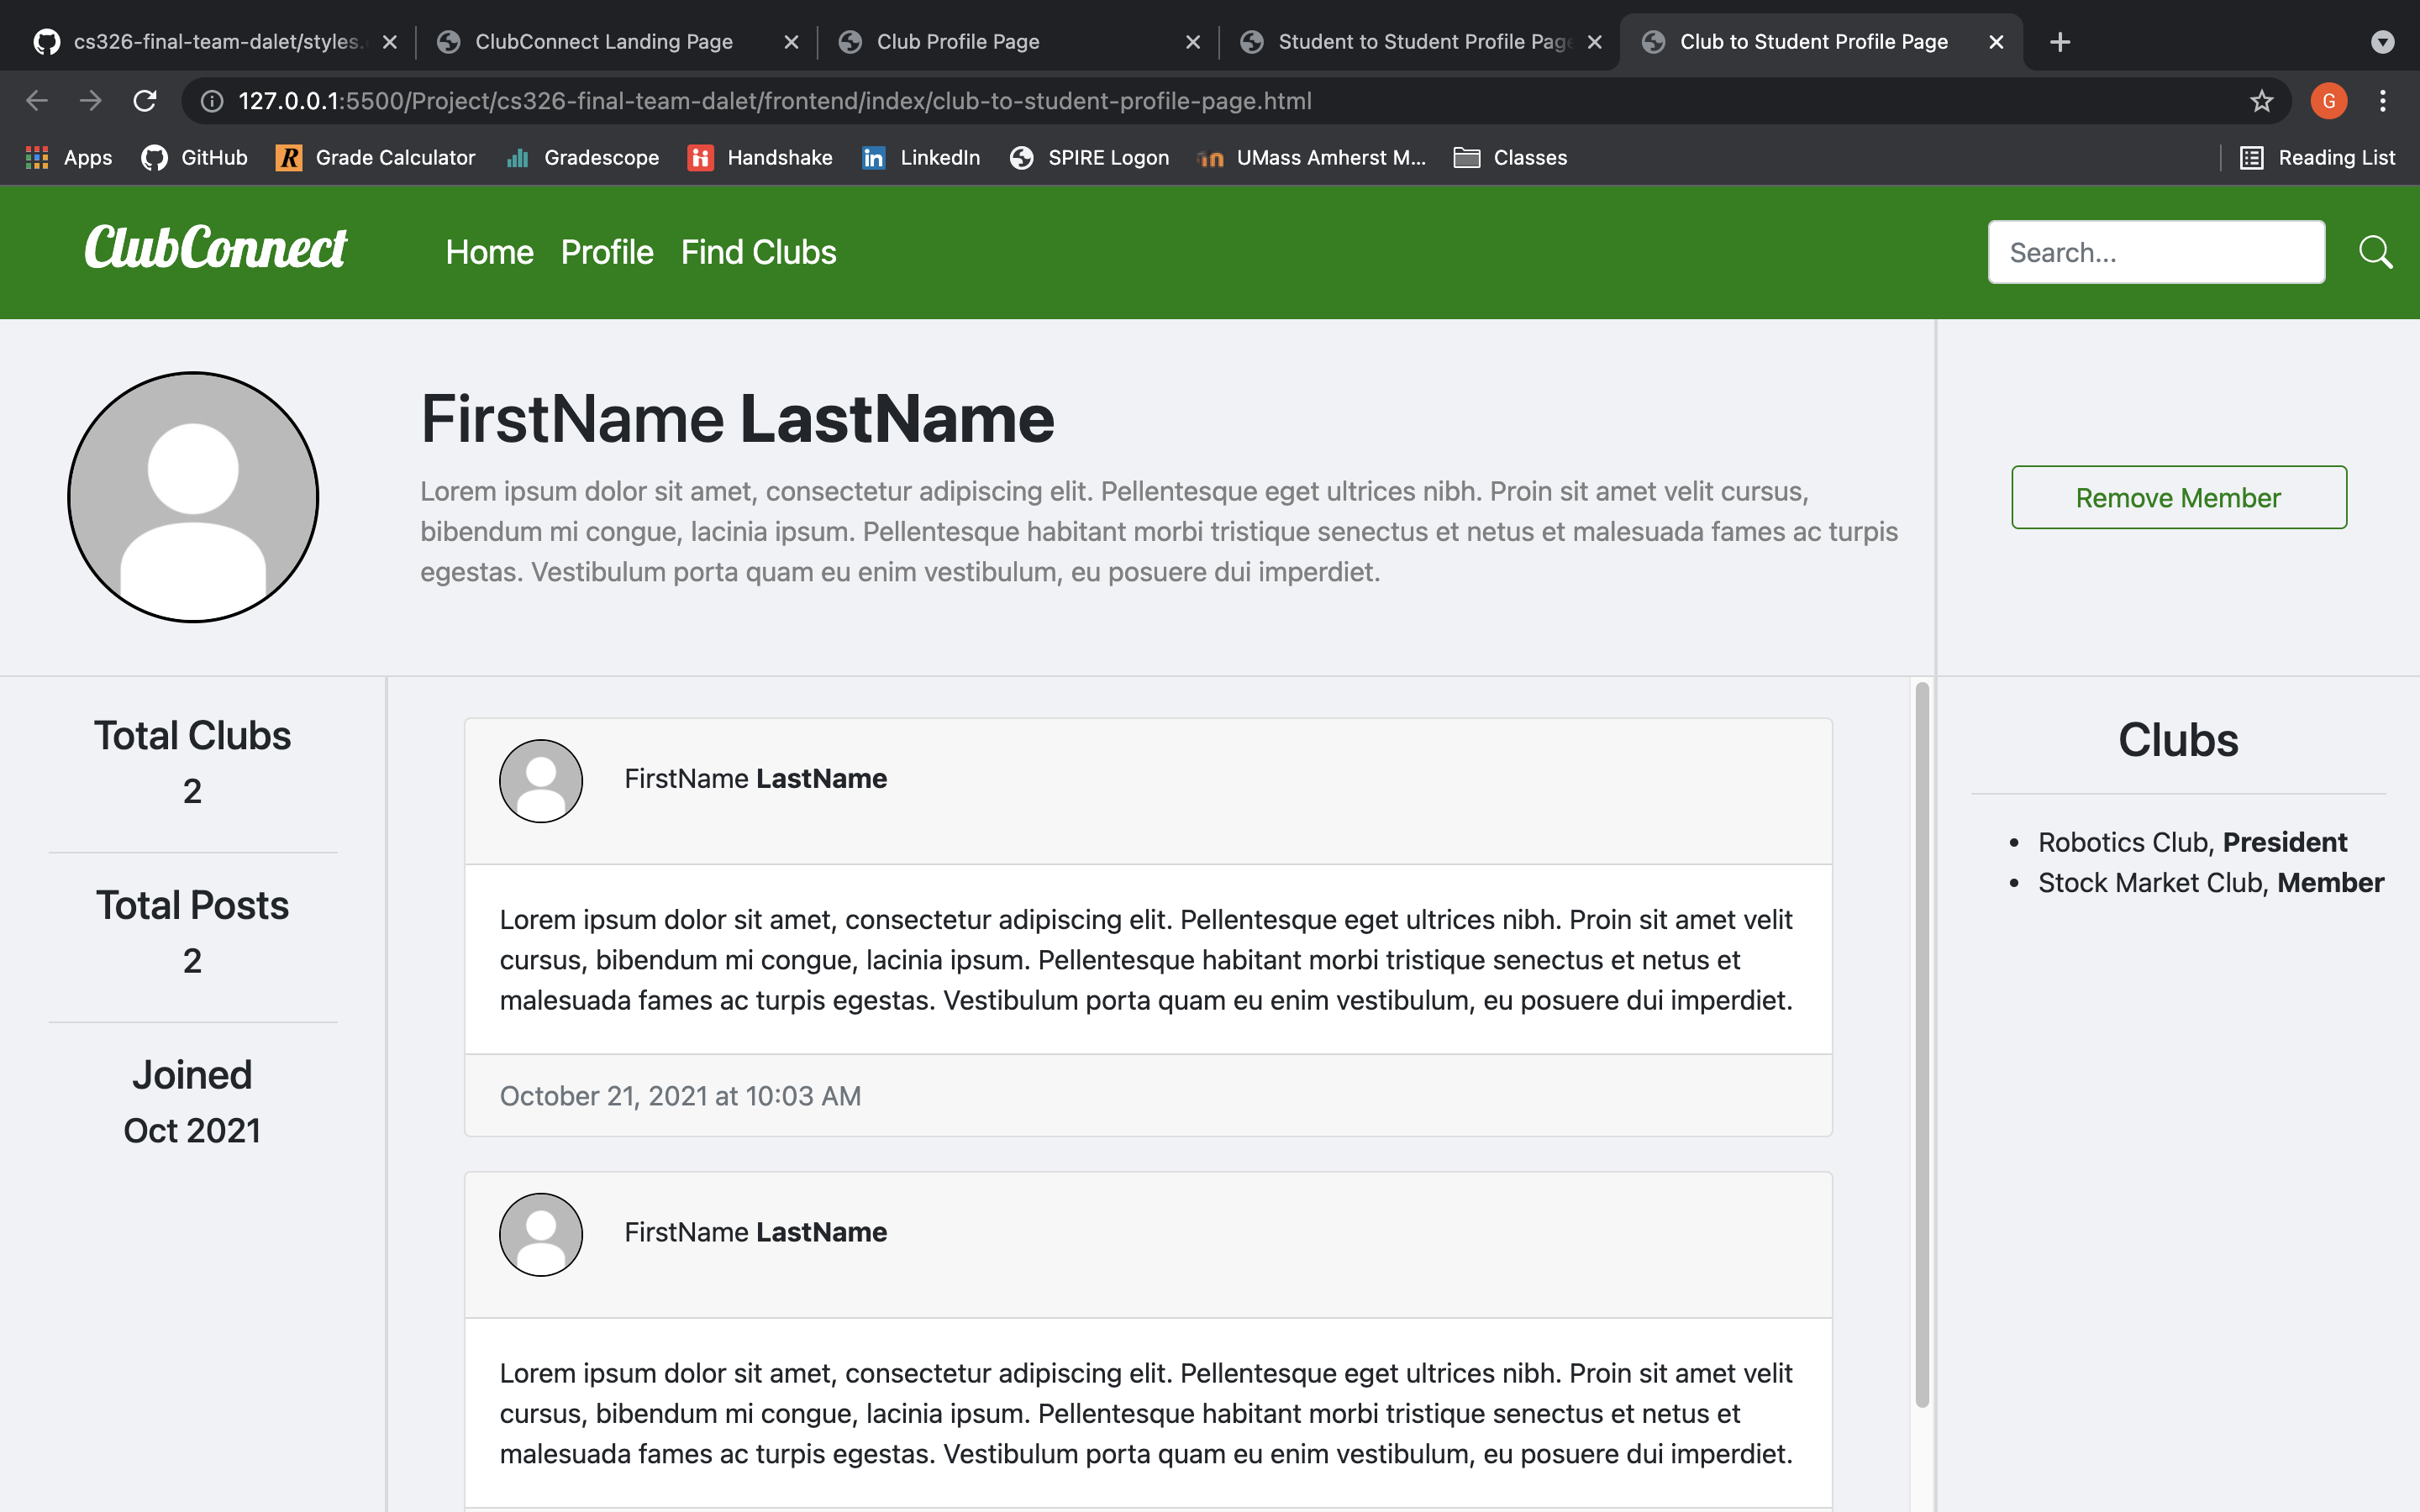 cs326-final-team-dalet/styles.
ClubConnect Landing Page
Club Profile Page
Student to Student Profile Page
Club to Student Profile Page
127.0.0.1:5500/Project/cs326-final-team-dalet/frontend/index/club-to-student-profile-page.html
G
Apps
GitHub
R
Grade Calculator
Gradescope
Handshake
in
LinkedIn
SPIRE Logon
UMass Amherst M...
Classes
Reading List
ClubConnect
Home
Profile
Find Clubs
Search...
FirstName LastName
Lorem ipsum dolor sit amet, consectetur adipiscing elit. Pellentesque eget ultrices nibh. Proin sit amet velit cursus,
bibendum mi congue, lacinia ipsum. Pellentesque habitant morbi tristique senectus et netus et malesuada fames ac turpis
egestas. Vestibulum porta quam eu enim vestibulum, eu posuere dui imperdiet.
Remove Member
Total Clubs
2
Total Posts
2
Joined
Oct 2021
FirstName LastName
Lorem ipsum dolor sit amet, consectetur adipiscing elit. Pellentesque eget ultrices nibh. Proin sit amet velit
cursus, bibendum mi congue, lacinia ipsum. Pellentesque habitant morbi tristique senectus et netus et
malesuada fames ac turpis egestas. Vestibulum porta quam eu enim vestibulum, eu posuere dui imperdiet.
October 21, 2021 at 10:03 AM
FirstName LastName
Lorem ipsum dolor sit amet, consectetur adipiscing elit. Pellentesque eget ultrices nibh. Proin sit amet velit
cursus, bibendum mi congue, lacinia ipsum. Pellentesque habitant morbi tristique senectus et netus et
malesuada fames ac turpis egestas. Vestibulum porta quam eu enim vestibulum, eu posuere dui imperdiet.
Clubs
• Robotics Club, President
• Stock Market Club, Member